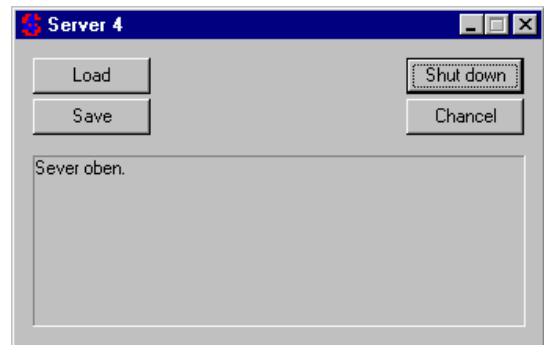 Server 4
Load
Shut down
Save
Chancel
Sever oben.